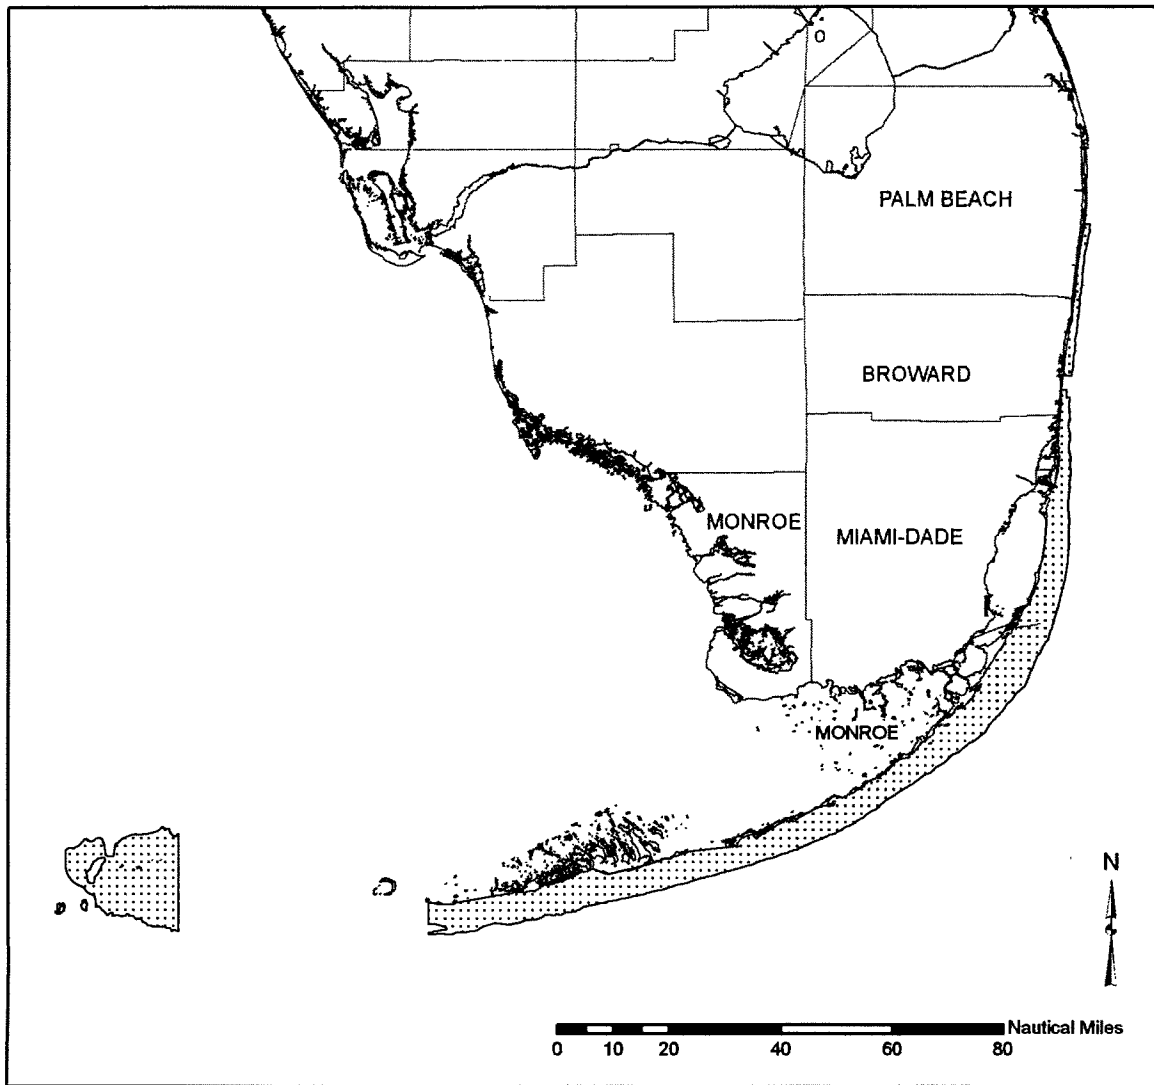 PALM BEACH
BROWARD
MONROE
MIAMI-DADE
MONROE
N
Nautical Miles
0 10 20 40 60 80